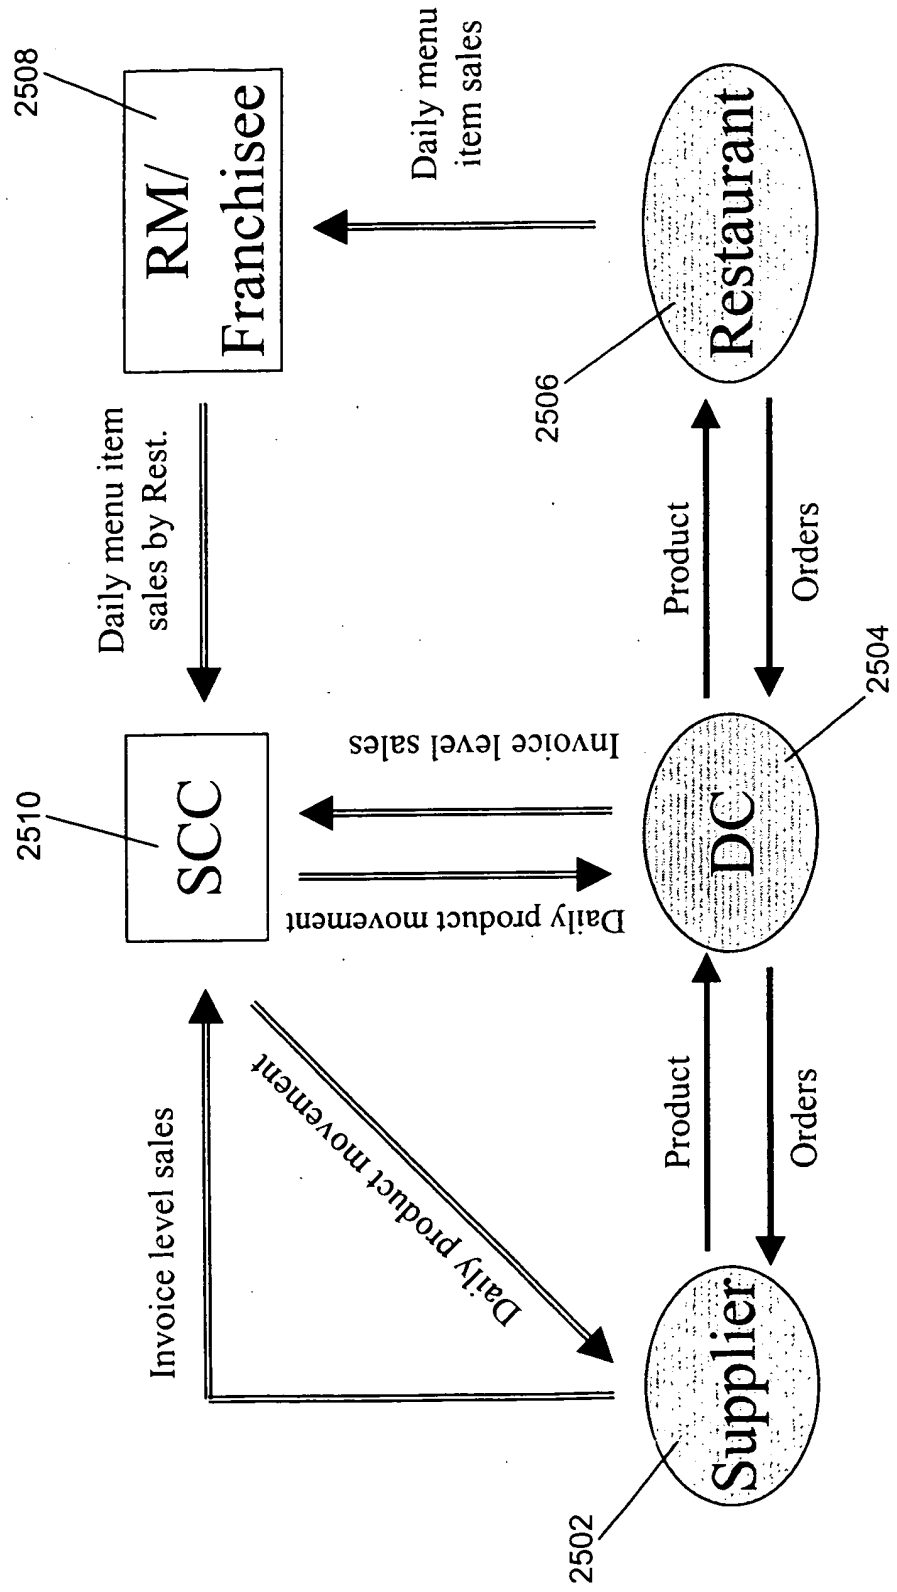 2510
2508
SCC
RM/
Franchisee
Daily menu item
sales by Rest.
Invoice level sales
Daily product movement
Daily product movement
Invoice level sales
Daily menu
item sales
2502
Supplier
Product
Orders
DC
2504
Product
Orders
2506
Restaurant